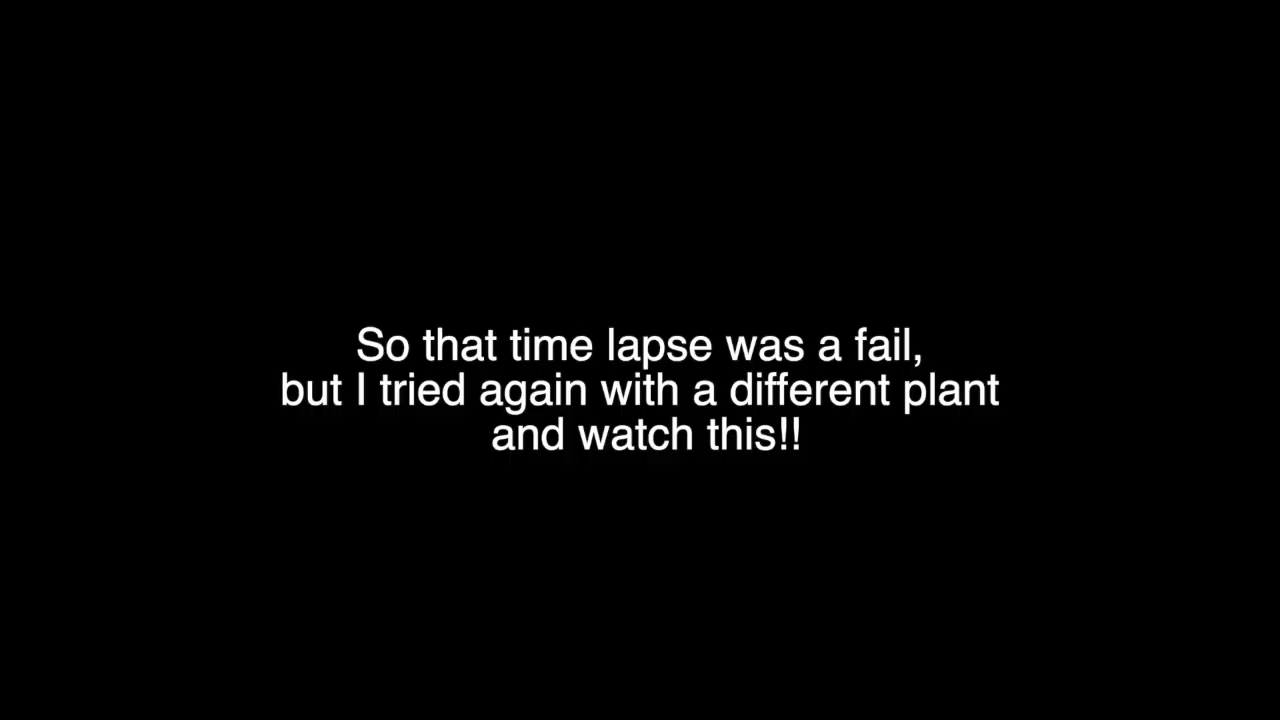 So that time lapse was a fail,
but I tried again with a different plant
and watch this!!